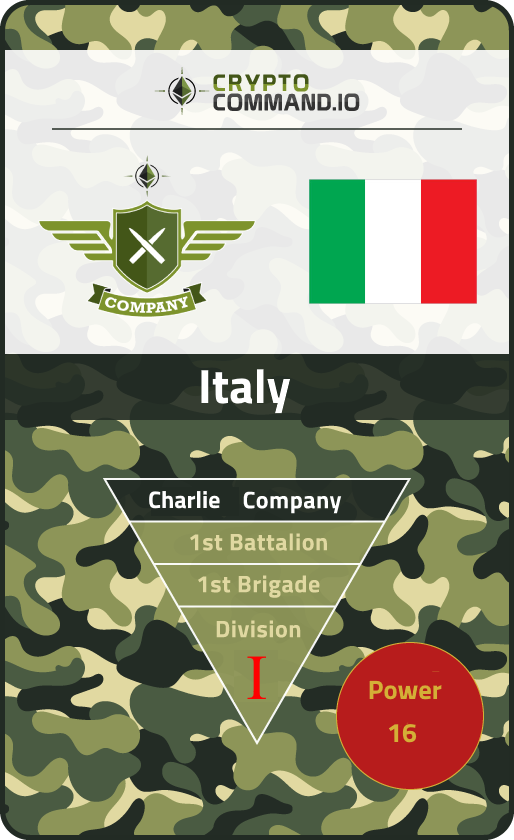 CRYPTO
COMMAND.IO
COMPANY
Italy
Charlie Company
1st Battalion
1st Brigade
Division
I
Power
16